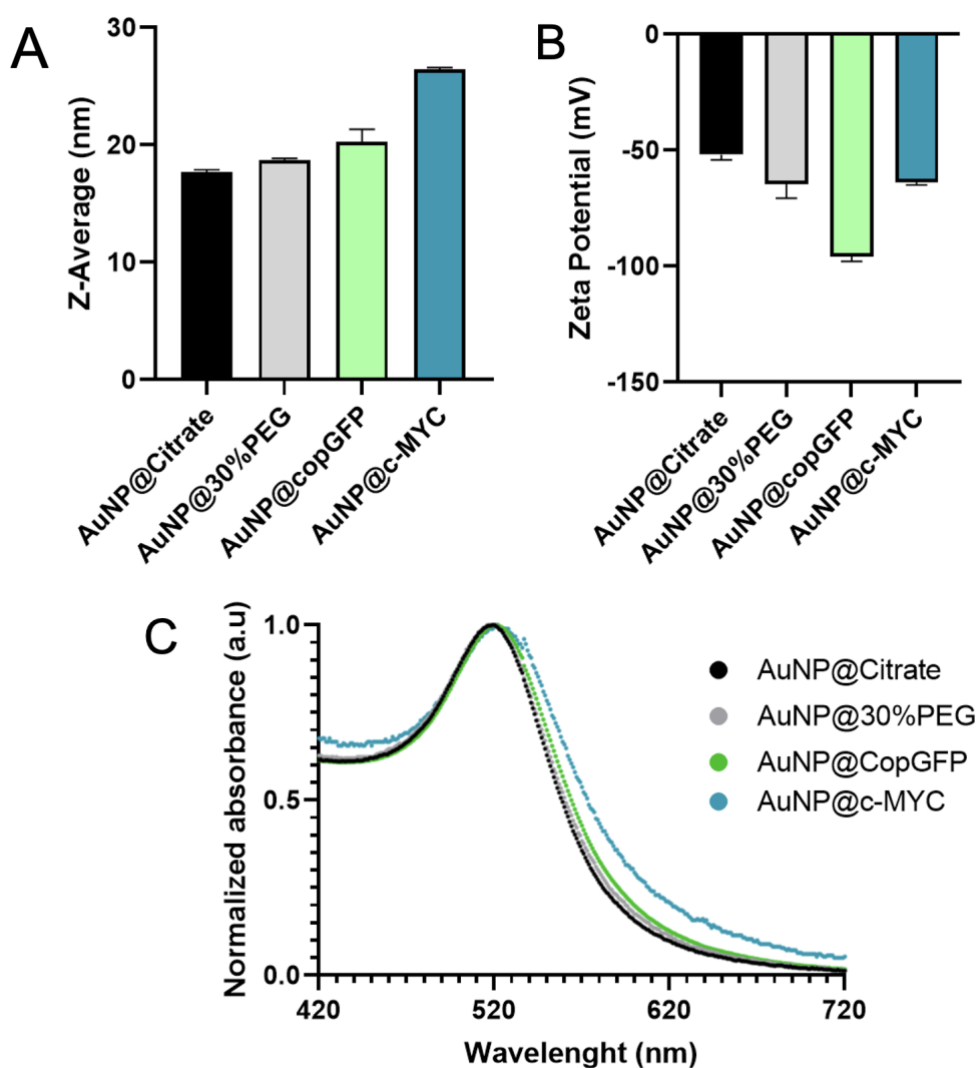 A
Z-Average (nm)
30
20
10
0
AuNP@Citrate
AuNP@30%PEG
AuNP@copGFP
AuNP@c-MYC
B
Zeta Potential (mV)
0
-50
-100
-150
AuNP@Citrate
AuNP@30%PEG
AuNP@copGFP
AuNP@c-MYC
C
Normalized absorbance (a.u)
1.0
0.5
0.0
420
520
620
720
Wavelenght (nm)
AuNP@Citrate
AuNP@30%PEG
AuNP@CopGFP
AuNP@c-MYC